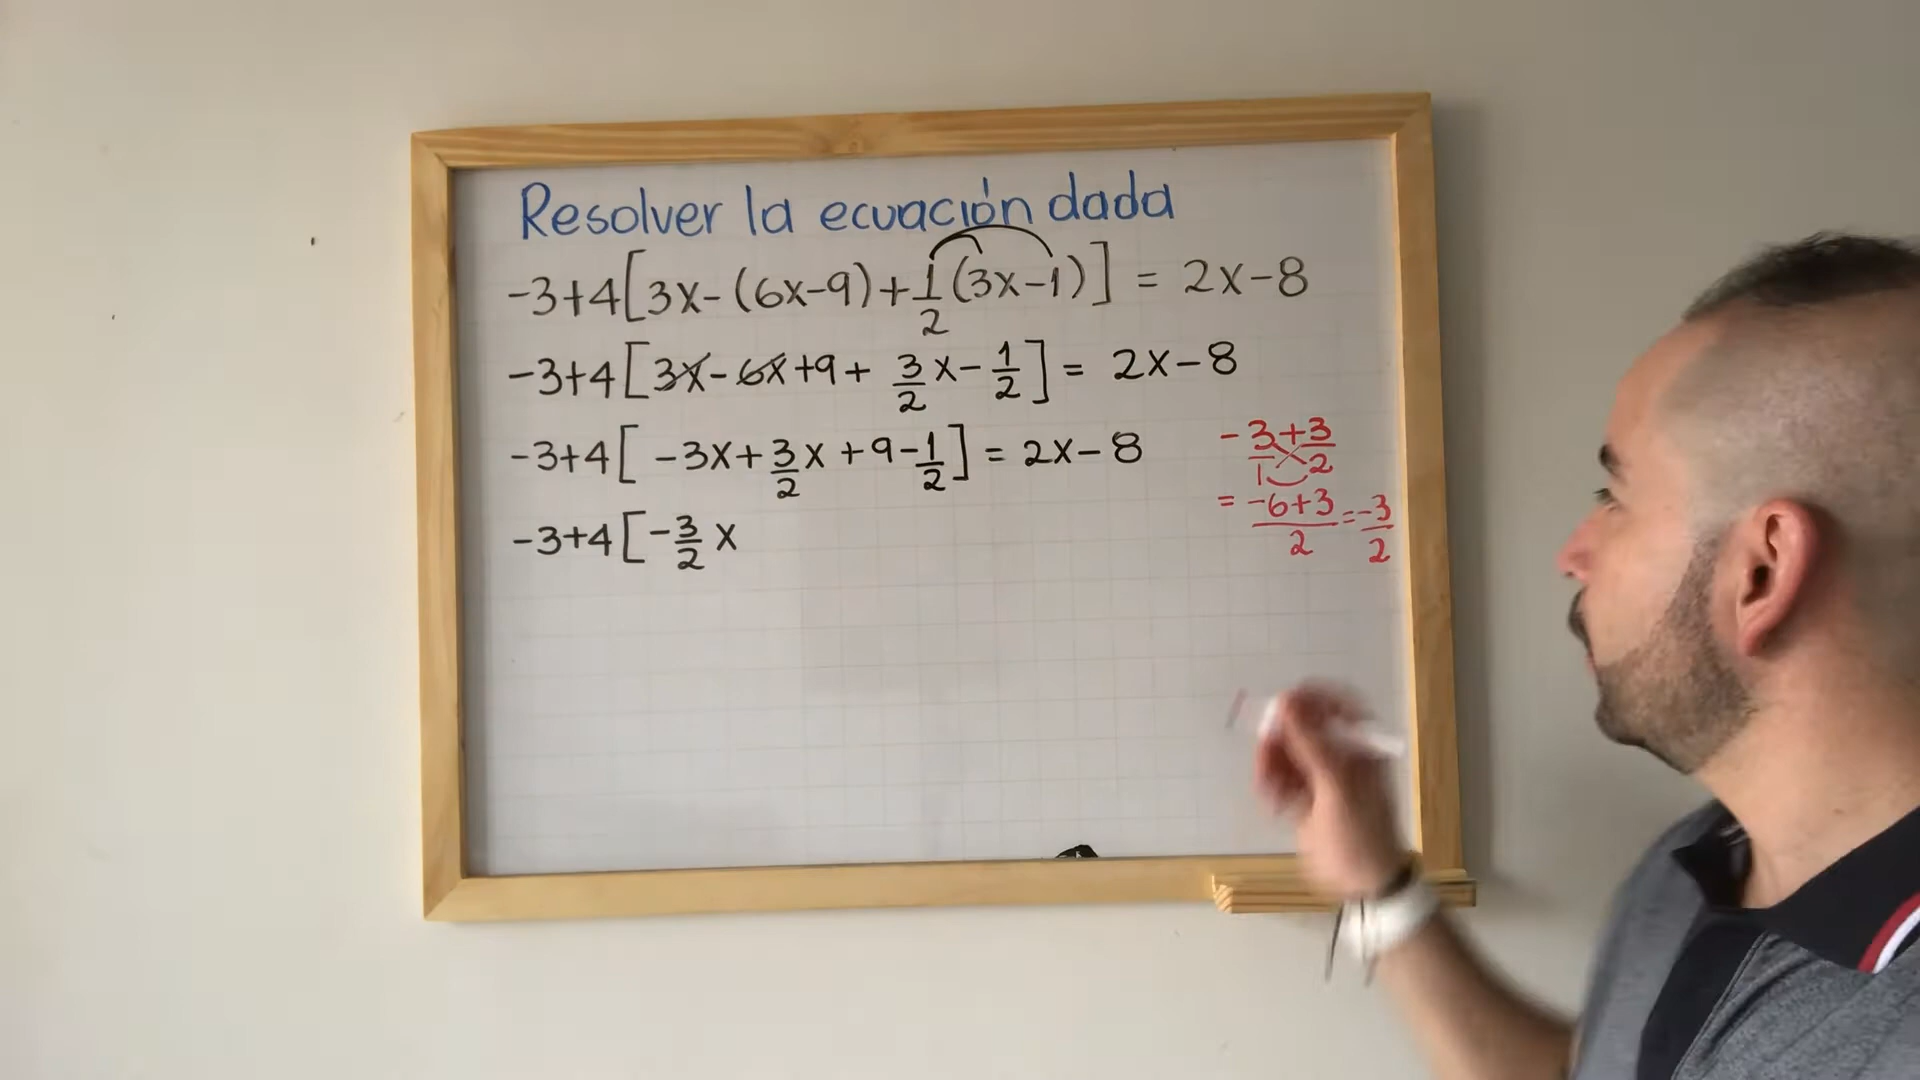 Resolver la ecuación dada
-3+4[3x-(6x-9)+1/2(3x-1)] = 2x-8
-3+4[3x-6x+9+ 3/2x-1/2] = 2x-8
-3+4[-3x+3/2x+9-1/2] = 2x-8
-3+4[-3/2x
-3/1+3/2
= -6+3/2=-3/2